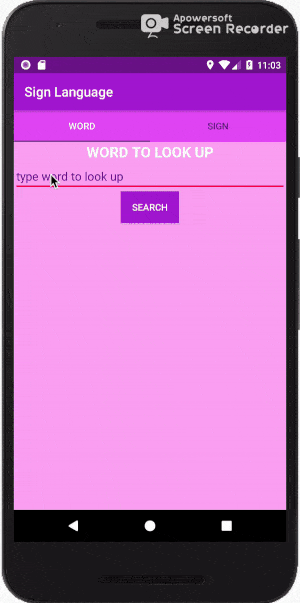 Apowersoft
Screen Recorder
11:03
Sign Language
WORD
SIGN
WORD TO LOOK UP
type word to look up
SEARCH